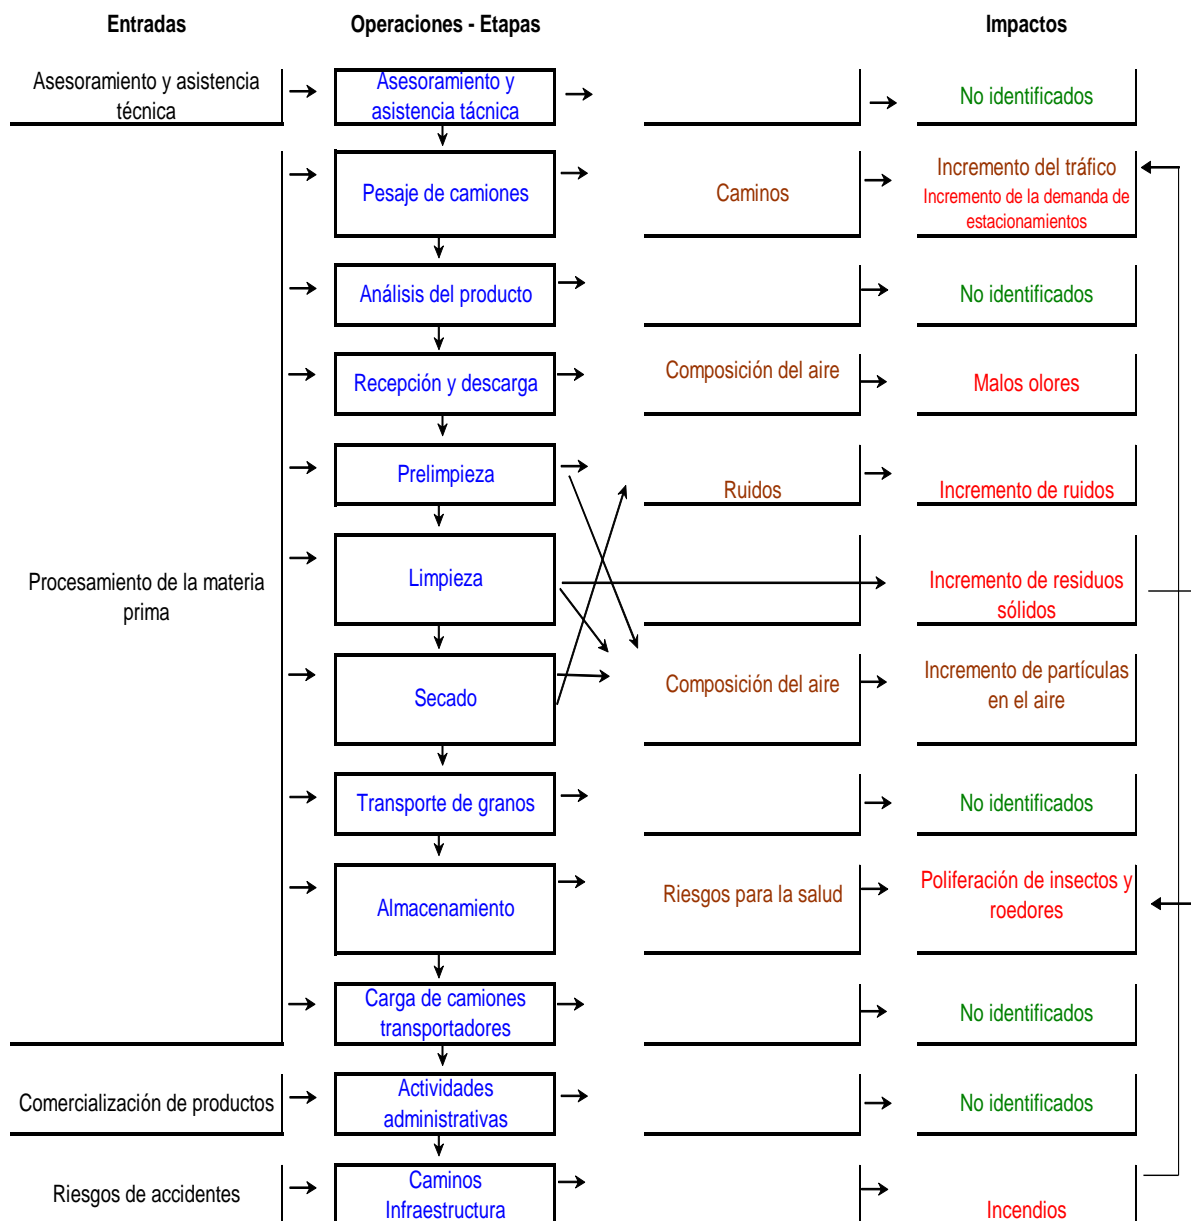 Entradas
Operaciones - Etapas
Impactos
Asesoramiento y asistencia
técnica
Asesoramiento y
asistencia tácnica
No identificados
Pesaje de camiones
Caminos
Incremento del tráfico
Incremento de la demanda de
estacionamientos
Análisis del producto
No identificados
Recepción y descarga
Composición del aire
Malos olores
Prelimpieza
Ruidos
Incremento de ruidos
Procesamiento de la materia
prima
Limpieza
Incremento de residuos
sólidos
Secado
Composición del aire
Incremento de partículas
en el aire
Transporte de granos
No identificados
Almacenamiento
Riesgos para la salud
Poliferación de insectos y
roedores
Carga de camiones
transportadores
No identificados
Comercialización de productos
Actividades
administrativas
No identificados
Riesgos de accidentes
Caminos
Infraestructura
Incendios